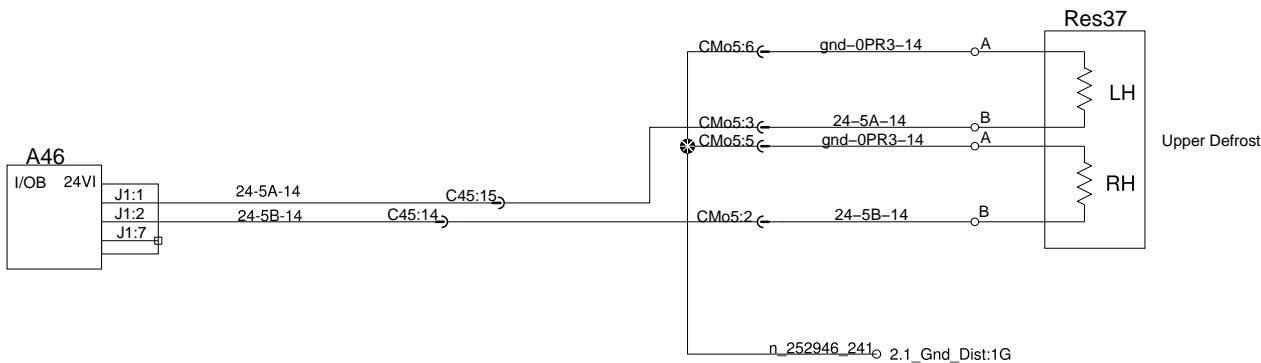 Res37
CMo5:6 gnd-0PR3-14 A
LH
CMo5:3 24-5A-14 B
CMo5:5 gnd-0PR3-14 A
Upper Defrost
A46
I/OB 24VI
RH
J1:1 24-5A-14 C45:15
J1:2 24-5B-14 C45:14 CMo5:2 24-5B-14 B
J1:7
n_252946_241 2.1_Gnd_Dist:1G